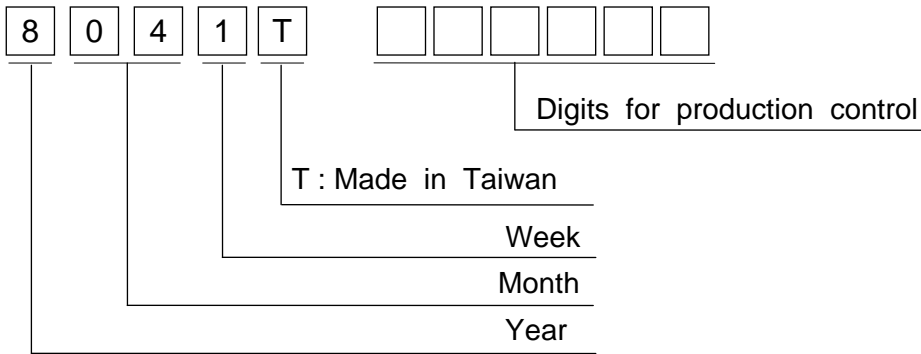 8 0 4 1 T
Digits for production control
T : Made in Taiwan
Week
Month
Year